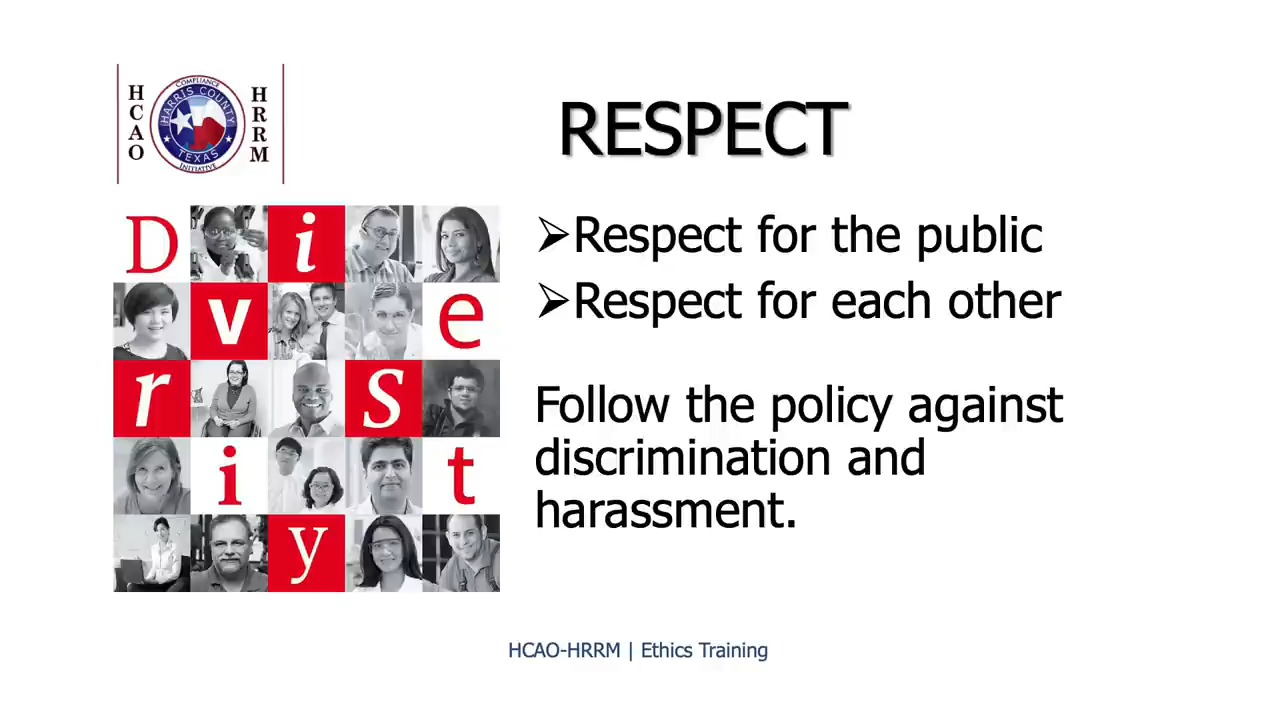 HCAO
HRRM
COMPLIANCE
HARRIS COUNTY
TEXAS
INITIATIVE
RESPECT
Diversity
➢Respect for the public
➢Respect for each other
Follow the policy against
discrimination and
harassment.
HCAO-HRRM | Ethics Training